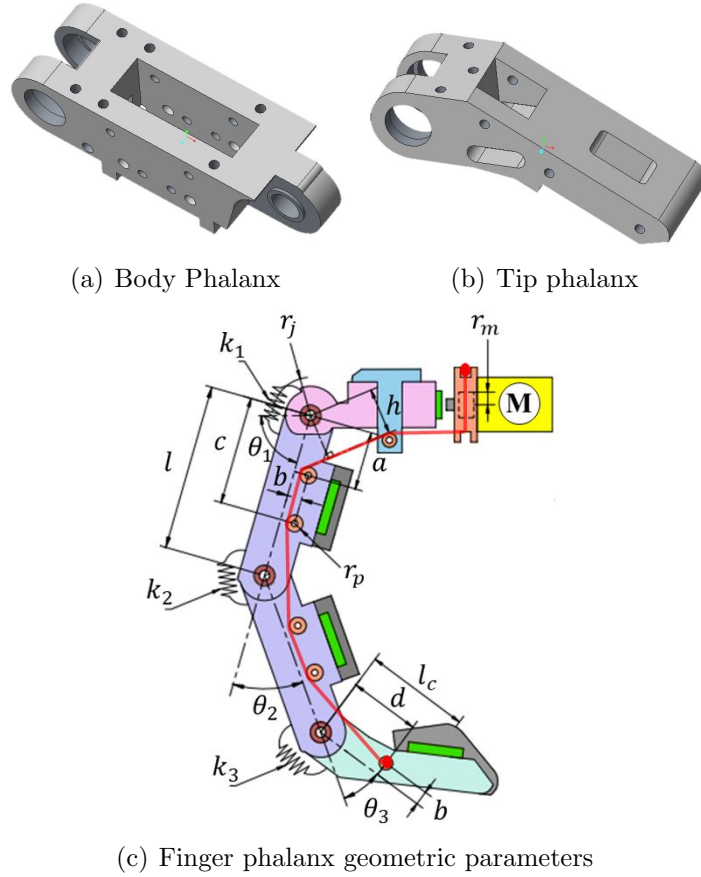 (a) Body Phalanx
(b) Tip phalanx
r_j
r_m
k_1
M
h
c
θ_1
a
l
b
r_p
k_2
l_c
d
θ_2
k_3
θ_3
b
(c) Finger phalanx geometric parameters